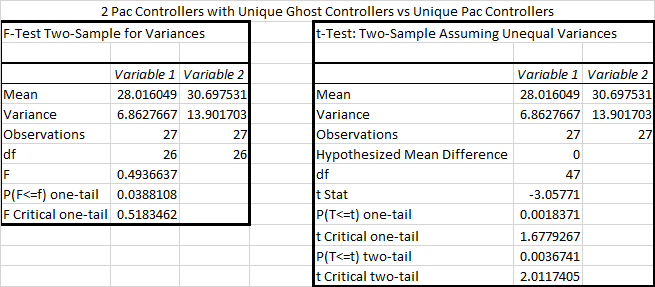 2 Pac Controllers with Unique Ghost Controllers vs Unique Pac Controllers
F-Test Two-Sample for Variances
Variable 1 Variable 2
Mean 28.016049 30.697531
Variance 6.8627667 13.901703
Observations 27 27
df 26 26
F 0.4936637
P(F<=f) one-tail 0.0388108
F Critical one-tail 0.5183462
t-Test: Two-Sample Assuming Unequal Variances
Variable 1 Variable 2
Mean 28.016049 30.697531
Variance 6.8627667 13.901703
Observations 27 27
Hypothesized Mean Difference 0
df 47
t Stat -3.05771
P(T<=t) one-tail 0.0018371
t Critical one-tail 1.6779267
P(T<=t) two-tail 0.0036741
t Critical two-tail 2.0117405